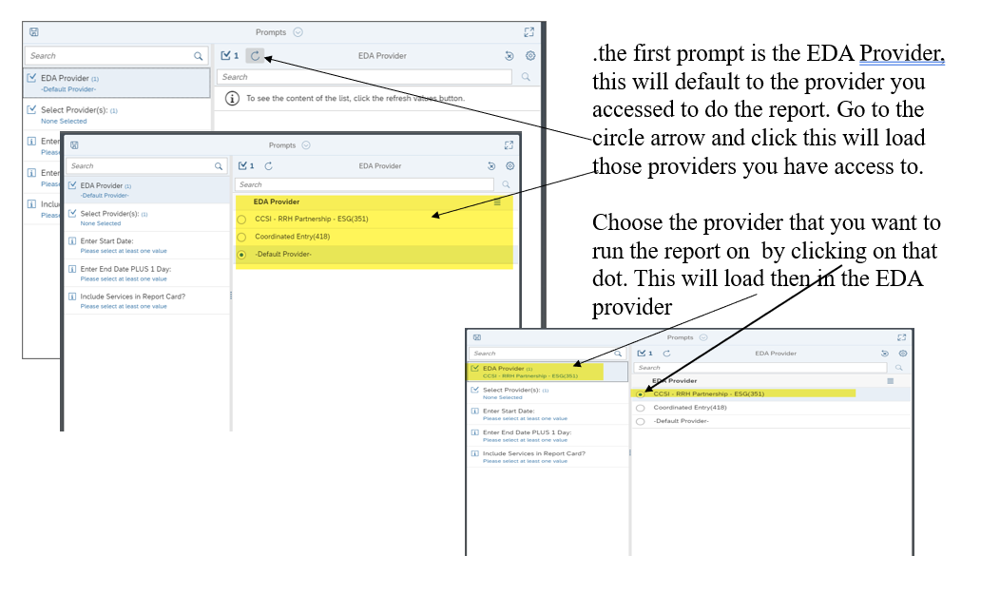 Prompts
Search
1
EDA Provider
EDA Provider (1)
-Default Provider-
Search
Select Provider(s): (1)
None Selected
To see the content of the list, click the refresh values button.
Enter
Pleas
Enter
Pleas
Inclu
Pleas
Prompts
Search
1
EDA Provider
EDA Provider (1)
-Default Provider-
Select Provider(s): (1)
None Selected
Enter Start Date:
Please select at least one value
Enter End Date PLUS 1 Day:
Please select at least one value
Include Services in Report Card?
Please select at least one value
Search
EDA Provider
CCSI - RRH Partnership - ESG(351)
Coordinated Entry(418)
-Default Provider-
.the first prompt is the EDA Provider,
this will default to the provider you
accessed to do the report. Go to the
circle arrow and click this will load
those providers you have access to.
Choose the provider that you want to
run the report on by clicking on that
dot. This will load then in the EDA
provider
Prompts
Search
1
EDA Provider
EDA Provider (1)
CCSI - RRH Partnership - ESG(351)
Select Provider(s): (1)
None Selected
Enter Start Date:
Please select at least one value
Enter End Date PLUS 1 Day:
Please select at least one value
Include Services in Report Card?
Please select at least one value
Search
EDA Provider
CCSI - RRH Partnership - ESG(351)
Coordinated Entry(418)
-Default Provider-